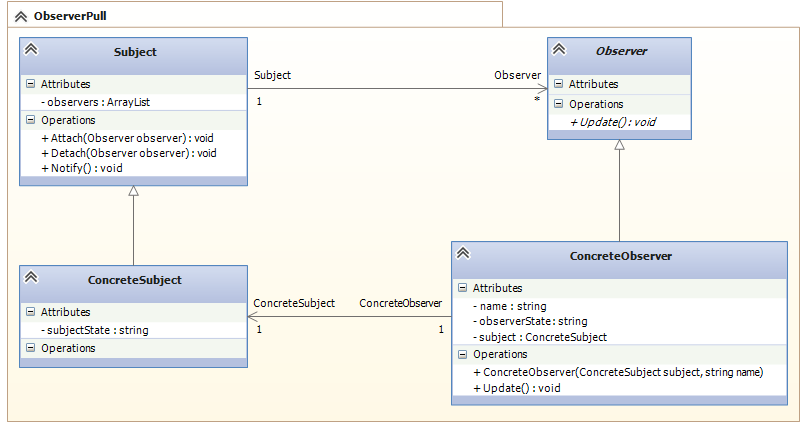 ObserverPull
Subject
Attributes
- observers : ArrayList
Operations
+ Attach(Observer observer) : void
+ Detach(Observer observer) : void
+ Notify() : void
Subject
1
Observer
*
Observer
Attributes
Operations
+ Update() : void
ConcreteSubject
Attributes
- subjectState : string
Operations
ConcreteSubject
1
ConcreteObserver
1
ConcreteObserver
Attributes
- name : string
- observerState : string
- subject : ConcreteSubject
Operations
+ ConcreteObserver(ConcreteSubject subject, string name)
+ Update() : void